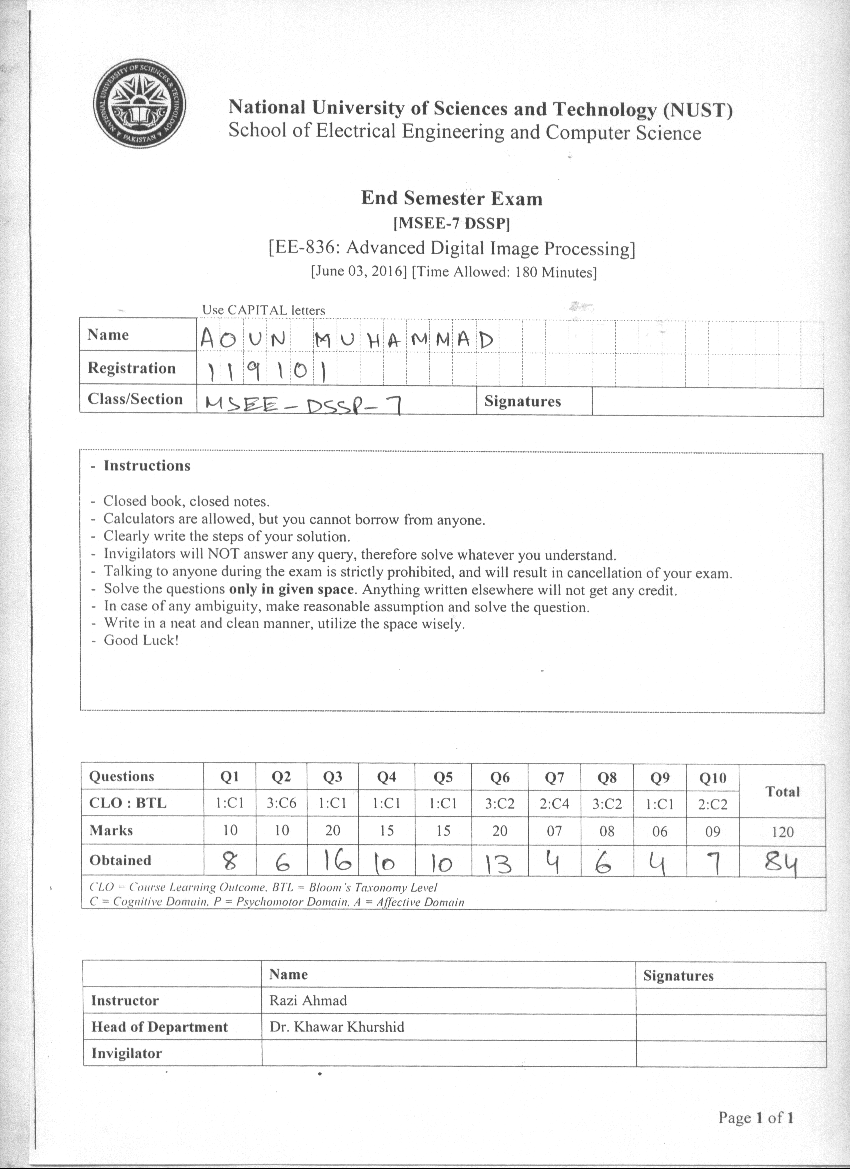 NATIONAL UNIVERSITY OF SCIENCES & TECHNOLOGY
PAKISTAN
National University of Sciences and Technology (NUST)
School of Electrical Engineering and Computer Science
End Semester Exam
[MSEE-7 DSSP]
[EE-836: Advanced Digital Image Processing]
[June 03, 2016] [Time Allowed: 180 Minutes]
Use CAPITAL letters
Name AOUN MUHAMMAD
Registration 119101
Class/Section MSEE-DSSP-7 Signatures
- Instructions
- Closed book, closed notes.
- Calculators are allowed, but you cannot borrow from anyone.
- Clearly write the steps of your solution.
- Invigilators will NOT answer any query, therefore solve whatever you understand.
- Talking to anyone during the exam is strictly prohibited, and will result in cancellation of your exam.
- Solve the questions only in given space. Anything written elsewhere will not get any credit.
- In case of any ambiguity, make reasonable assumption and solve the question.
- Write in a neat and clean manner, utilize the space wisely.
- Good Luck!
Questions Q1 Q2 Q3 Q4 Q5 Q6 Q7 Q8 Q9 Q10 Total
CLO : BTL 1:C1 3:C6 1:C1 1:C1 1:C1 3:C2 2:C4 3:C2 1:C1 2:C2
Marks 10 10 20 15 15 20 07 08 06 09 120
Obtained 8 6 16 10 10 13 4 6 4 7 84
CLO = Course Learning Outcome, BTL = Bloom's Taxonomy Level
C = Cognitive Domain, P = Psychomotor Domain, A = Affective Domain
Name Signatures
Instructor Razi Ahmad
Head of Department Dr. Khawar Khurshid
Invigilator
Page 1 of 1